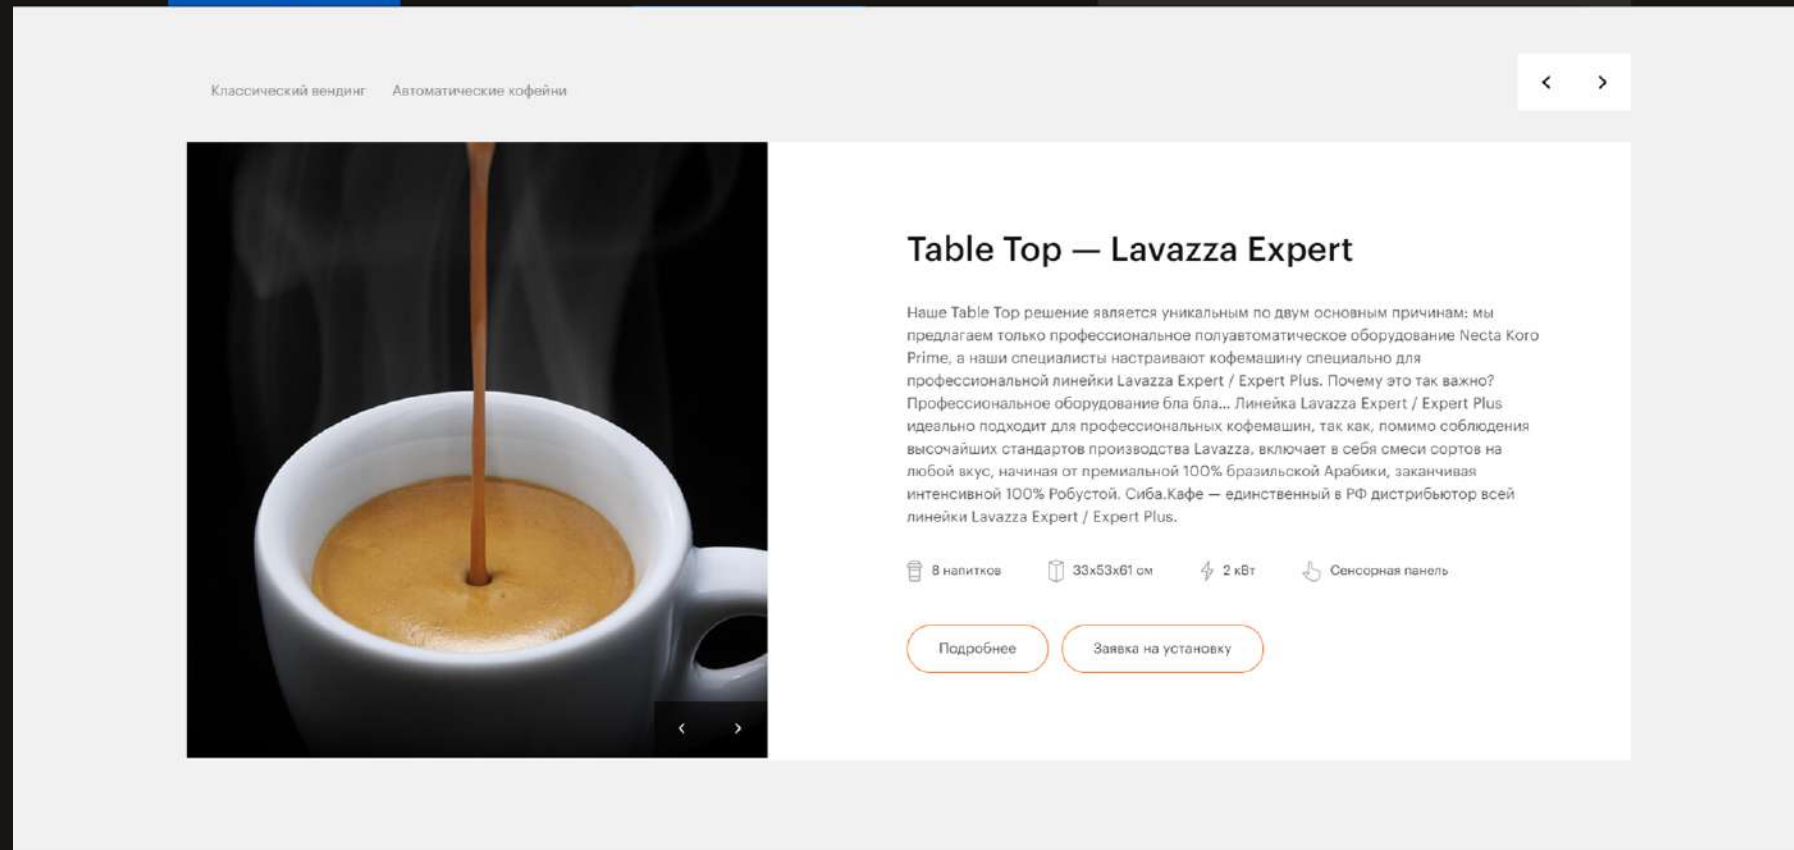 Классический вендинг Автоматические кофейни
Table Top — Lavazza Expert
Наше Table Top решение является уникальным по двум основным причинам: мы
предлагаем только профессиональное полуавтоматическое оборудование Necta Koro
Prime, а наши специалисты настраивают кофемашину специально для
профессиональной линейки Lavazza Expert / Expert Plus. Почему это так важно?
Профессиональное оборудование бла бла... Линейка Lavazza Expert / Expert Plus
идеально подходит для профессиональных кофемашин, так как, помимо соблюдения
высочайших стандартов производства Lavazza, включает в себя смеси сортов на
любой вкус, начиная от премиальной 100% бразильской Арабики, заканчивая
интенсивной 100% Робустой. Сиба.Кафе — единственный в РФ дистрибьютор всей
линейки Lavazza Expert / Expert Plus.
8 напитков 33x53x61 см 2 кВт Сенсорная панель
Подробнее Заявка на установку